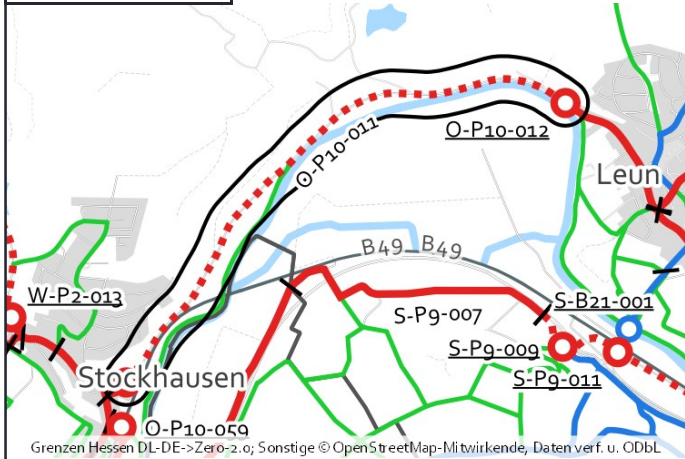 O-P10-011
O-P10-012
Leun
B49 B49
W-P2-013
S-B21-001
S-P9-007
S-P9-009
Stockhausen
S-P9-011
O-P10-059
Grenzen Hessen DL-DE->Zero-2.0; Sonstige © OpenStreetMap-Mitwirkende, Daten verf. u. ODbL